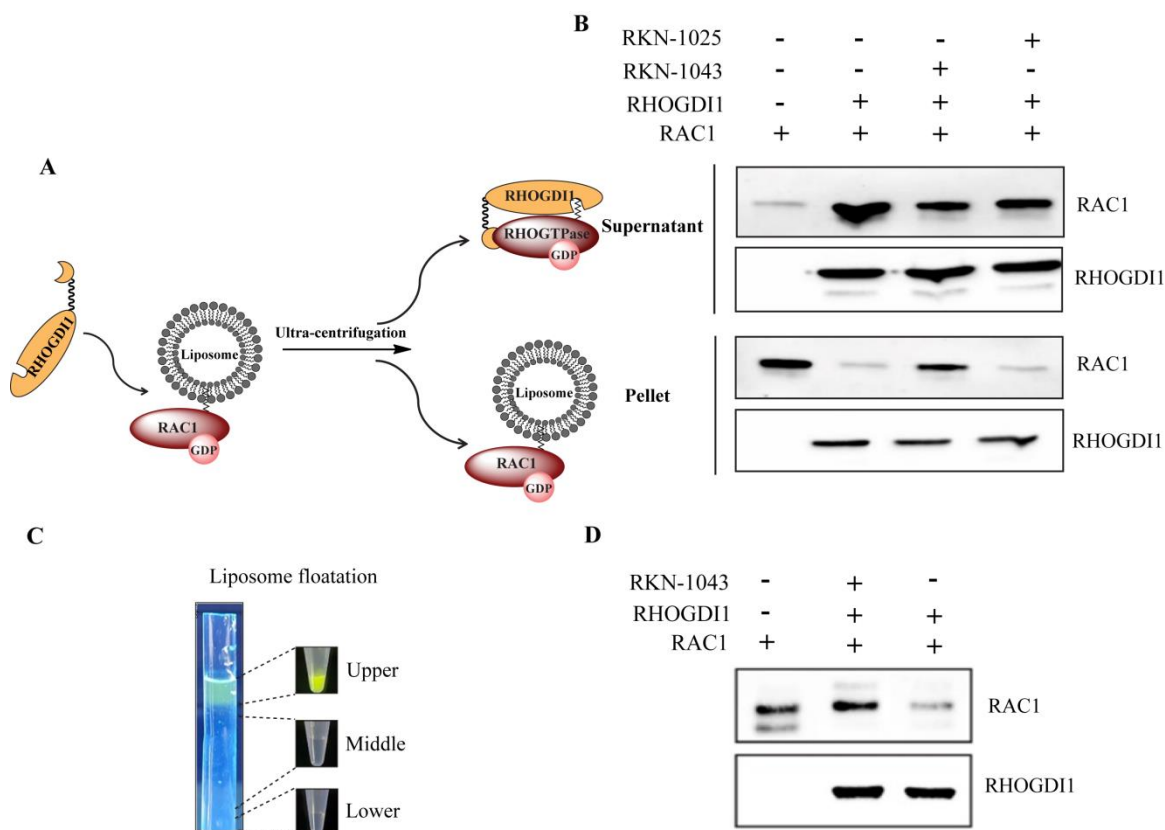 A
RHOGDI1
Liposome
RAC1
GDP
Ultra-centrifugation
RHOGDI1
RHOGTPase
GDP
Supernatant
Liposome
RAC1
GDP
Pellet
B
RKN-1025 - - - +
RKN-1043 - - + -
RHOGDI1 - + + +
RAC1 + + + +
RAC1
RHOGDI1
RAC1
RHOGDI1
C
Liposome floatation
Upper
Middle
Lower
D
RKN-1043 - + -
RHOGDI1 - + +
RAC1 + + +
RAC1
RHOGDI1